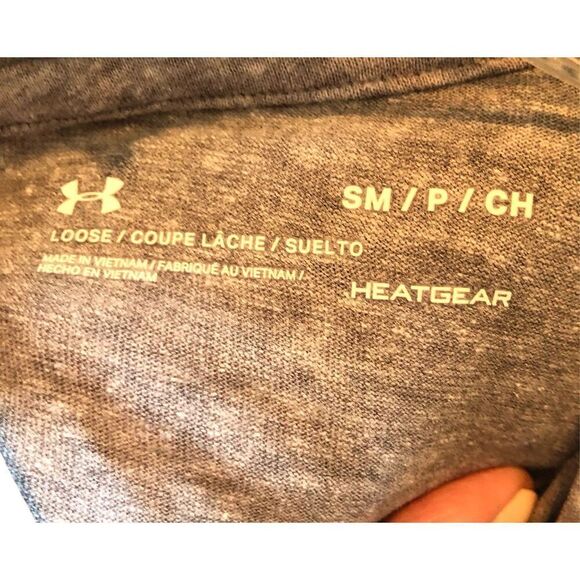 SM / P / CH
LOOSE / COUPE LÂCHE / SUELTO
MADE IN VIETNAM / FABRIQUÉ AU VIETNAM /.
HECHO EN VIETNAM
HEATGEAR